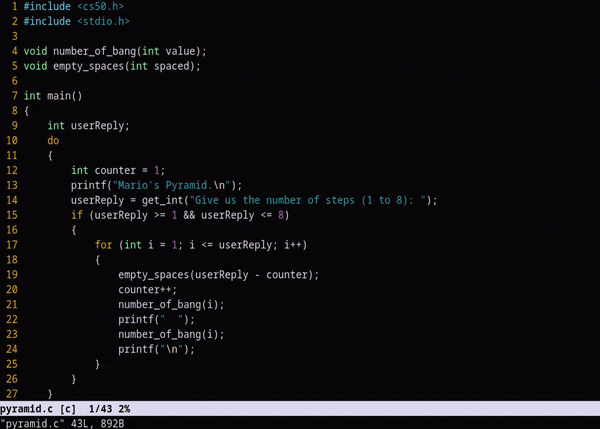 1 #include <cs50.h>
2 #include <stdio.h>
3
4 void number_of_bang(int value);
5 void empty_spaces(int spaced);
6
7 int main()
8 {
9     int userReply;
10     do
11     {
12         int counter = 1;
13         printf("Mario's Pyramid.\n");
14         userReply = get_int("Give us the number of steps (1 to 8): ");
15         if (userReply >= 1 && userReply <= 8)
16         {
17             for (int i = 1; i <= userReply; i++)
18             {
19                 empty_spaces(userReply - counter);
20                 counter++;
21                 number_of_bang(i);
22                 printf("  ");
23                 number_of_bang(i);
24                 printf("\n");
25             }
26         }
27     }
pyramid.c [c]  1/43 2%
"pyramid.c" 43L, 892B